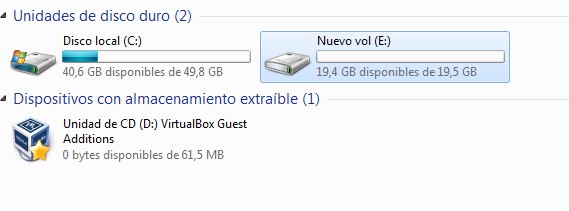 Unidades de disco duro (2)
Disco local (C:)
40,6 GB disponibles de 49,8 GB
Nuevo vol (E:)
19,4 GB disponibles de 19,5 GB
Dispositivos con almacenamiento extraíble (1)
Unidad de CD (D:) VirtualBox Guest
Additions
0 bytes disponibles de 61,5 MB